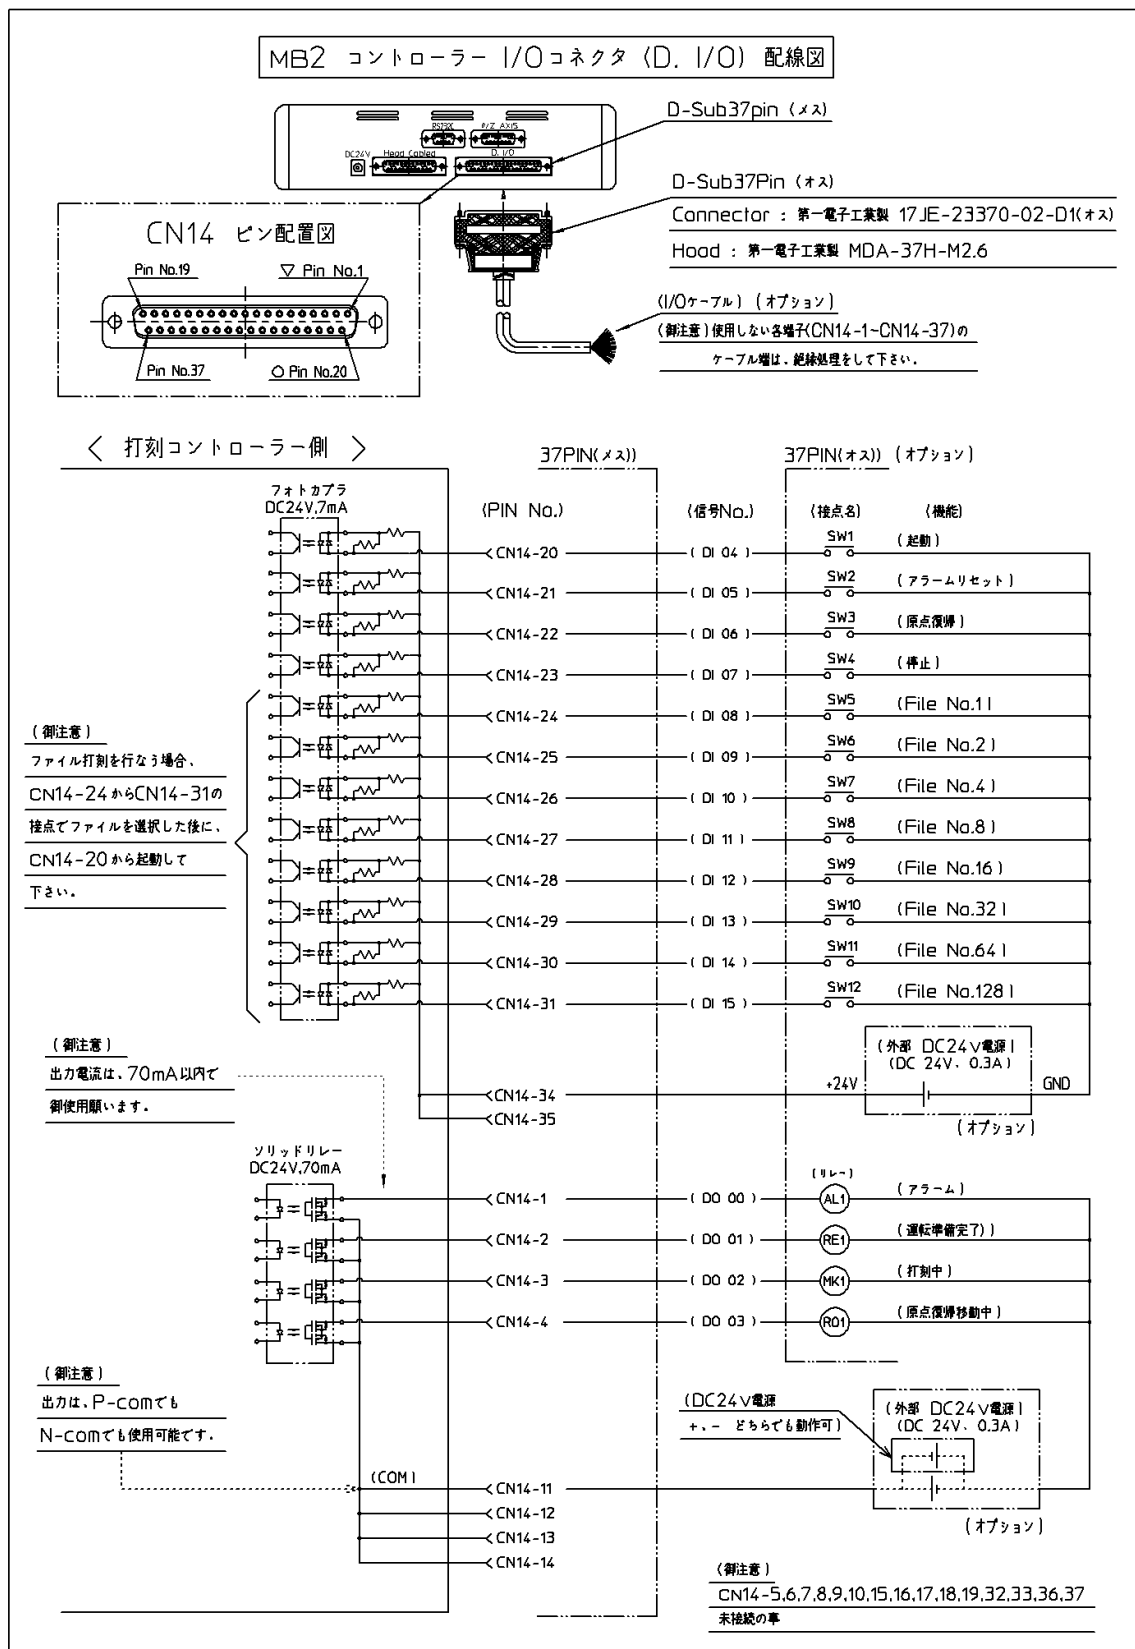 MB2 コントローラー I/Oコネクタ (D. I/O) 配線図
D-Sub37pin (メス)
RS232C
P/Z AXIS
DC24V
Head Cabled
D. I/O
D-Sub37Pin (オス)
Connector : 第一電子工業製 17JE-23370-02-D1(オス)
Hood : 第一電子工業製 MDA-37H-M2.6
CN14 ピン配置図
Pin No.19
▽ Pin No.1
Pin No.37
○ Pin No.20
(I/Oケーブル) (オプション)
(御注意)使用しない各端子(CN14-1~CN14-37)の
ケーブル端は、絶縁処理をして下さい。
〈 打刻コントローラー側 〉
37PIN(メス))
37PIN(オス)) (オプション)
フォトカプラ
DC24V,7mA
(PIN No.)
(信号No.)
(接点名)
(機能)
CN14-20 ( DI 04 ) SW1 (起動)
CN14-21 ( DI 05 ) SW2 (アラームリセット)
CN14-22 ( DI 06 ) SW3 (原点復帰)
CN14-23 ( DI 07 ) SW4 (停止)
CN14-24 ( DI 08 ) SW5 (File No.1)
CN14-25 ( DI 09 ) SW6 (File No.2)
CN14-26 ( DI 10 ) SW7 (File No.4)
CN14-27 ( DI 11 ) SW8 (File No.8)
CN14-28 ( DI 12 ) SW9 (File No.16)
CN14-29 ( DI 13 ) SW10 (File No.32)
CN14-30 ( DI 14 ) SW11 (File No.64)
CN14-31 ( DI 15 ) SW12 (File No.128)
(御注意)
ファイル打刻を行なう場合、
CN14-24からCN14-31の
接点でファイルを選択した後に、
CN14-20から起動して
下さい。
(御注意)
出力電流は、70mA以内で
御使用願います。
(外部 DC24V電源)
(DC 24V、0.3A)
+24V
GND
(オプション)
CN14-34
CN14-35
ソリッドリレー
DC24V,70mA
(リレー)
CN14-1 ( DO 00 ) AL1 (アラーム)
CN14-2 ( DO 01 ) RE1 (運転準備完了))
CN14-3 ( DO 02 ) MK1 (打刻中)
CN14-4 ( DO 03 ) RO1 (原点復帰移動中)
(御注意)
出力は、P-comでも
N-comでも使用可能です。
(DC24V電源
+、- どちらでも動作可)
(外部 DC24V電源)
(DC 24V、0.3A)
(オプション)
(COM)
CN14-11
CN14-12
CN14-13
CN14-14
(御注意)
CN14-5,6,7,8,9,10,15,16,17,18,19,32,33,36,37
未接続の事